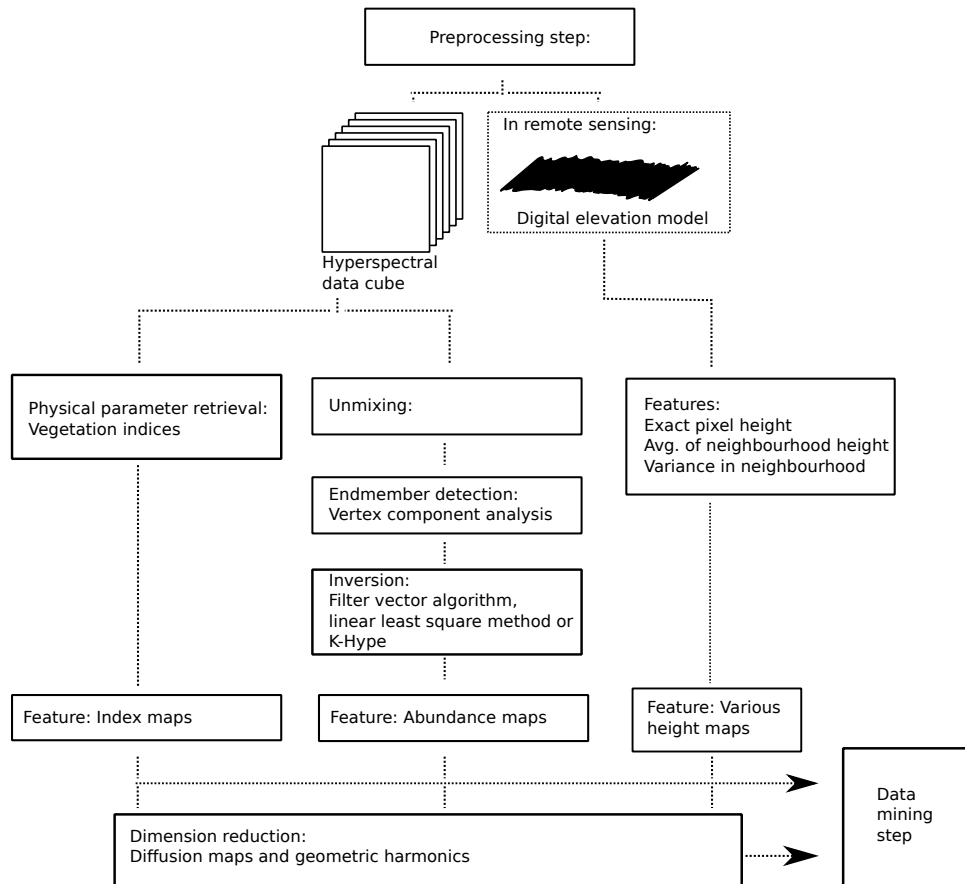 Preprocessing step:
In remote sensing:
Digital elevation model
Hyperspectral
data cube
Physical parameter retrieval:
Vegetation indices
Unmixing:
Features:
Exact pixel height
Avg. of neighbourhood height
Variance in neighbourhood
Endmember detection:
Vertex component analysis
Inversion:
Filter vector algorithm,
linear least square method or
K-Hype
Feature: Index maps
Feature: Abundance maps
Feature: Various
height maps
Data
mining
step
Dimension reduction:
Diffusion maps and geometric harmonics